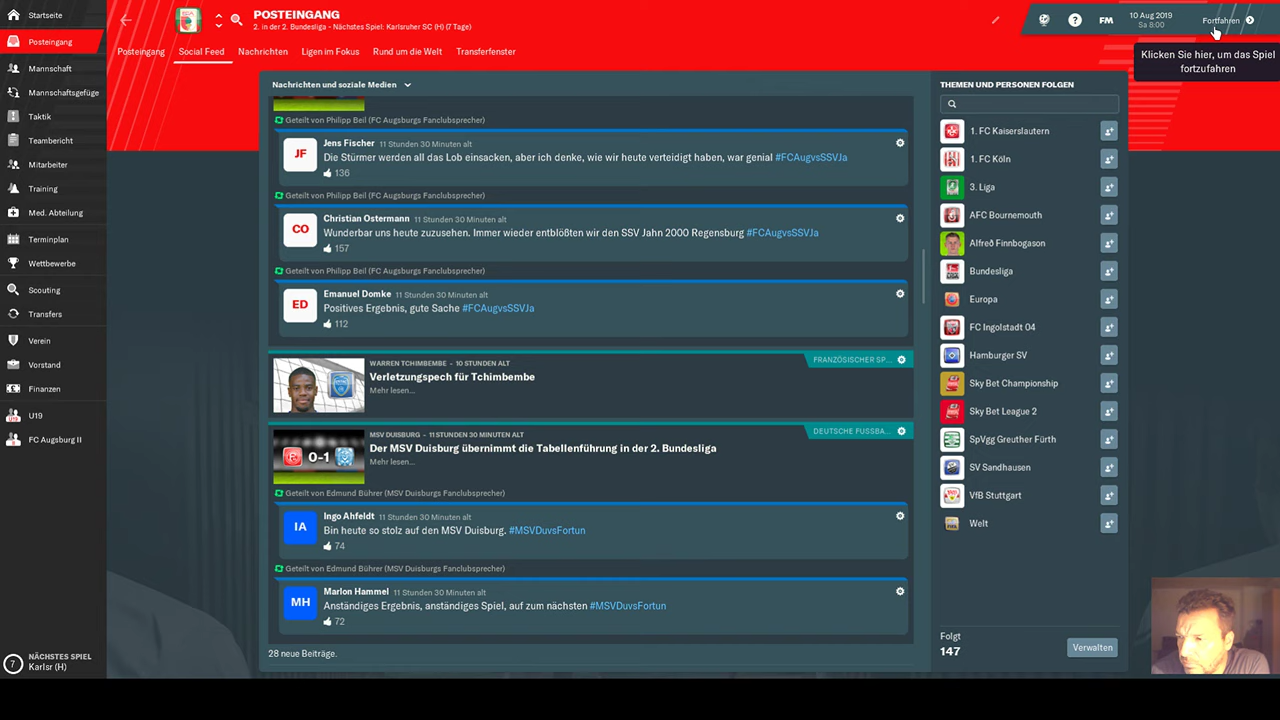 Startseite
POSTEINGANG
2. in der 2. Bundesliga - Nächstes Spiel: Karlsruher SC (H) (7 Tage)
FM
10 Aug 2019
Sa 8:00
Fortfahren
Klicken Sie hier, um das Spiel
fortzufahren
Posteingang
Posteingang
Social Feed
Nachrichten
Ligen im Fokus
Rund um die Welt
Transferfenster
Mannschaft
Mannschaftsgefüge
Taktik
Teambericht
Mitarbeiter
Training
Med. Abteilung
Terminplan
Wettbewerbe
Scouting
Transfers
Verein
Vorstand
Finanzen
U19
FC Augsburg II
7
NÄCHSTES SPIEL
Karlsr (H)
Nachrichten und soziale Medien
Geteilt von Philipp Beil (FC Augsburgs Fanclubsprecher)
JF
Jens Fischer 11 Stunden 30 Minuten alt
Die Stürmer werden all das Lob einsacken, aber ich denke, wie wir heute verteidigt haben, war genial #FCAugvsSSVJa
136
Geteilt von Philipp Beil (FC Augsburgs Fanclubsprecher)
CO
Christian Ostermann 11 Stunden 30 Minuten alt
Wunderbar uns heute zuzusehen. Immer wieder entblößten wir den SSV Jahn 2000 Regensburg #FCAugvsSSVJa
157
Geteilt von Philipp Beil (FC Augsburgs Fanclubsprecher)
ED
Emanuel Domke 11 Stunden 30 Minuten alt
Positives Ergebnis, gute Sache #FCAugvsSSVJa
112
WARREN TCHIMBEMBE - 10 STUNDEN ALT
FRANZÖSISCHER SP...
Verletzungspech für Tchimbembe
Mehr lesen...
MSV DUISBURG - 11 STUNDEN 30 MINUTEN ALT
DEUTSCHE FUSSBA...
0-1
Der MSV Duisburg übernimmt die Tabellenführung in der 2. Bundesliga
Mehr lesen...
Geteilt von Edmund Bührer (MSV Duisburgs Fanclubsprecher)
IA
Ingo Ahfeldt 11 Stunden 30 Minuten alt
Bin heute so stolz auf den MSV Duisburg. #MSVDuvsFortun
74
Geteilt von Edmund Bührer (MSV Duisburgs Fanclubsprecher)
MH
Marlon Hammel 11 Stunden 30 Minuten alt
Anständiges Ergebnis, anständiges Spiel, auf zum nächsten #MSVDuvsFortun
72
28 neue Beiträge.
THEMEN UND PERSONEN FOLGEN
1. FC Kaiserslautern
1. FC Köln
3. Liga
AFC Bournemouth
Alfreð Finnbogason
Bundesliga
Europa
FC Ingolstadt 04
Hamburger SV
Sky Bet Championship
Sky Bet League 2
SpVgg Greuther Fürth
SV Sandhausen
VfB Stuttgart
Welt
Folgt
147
Verwalten